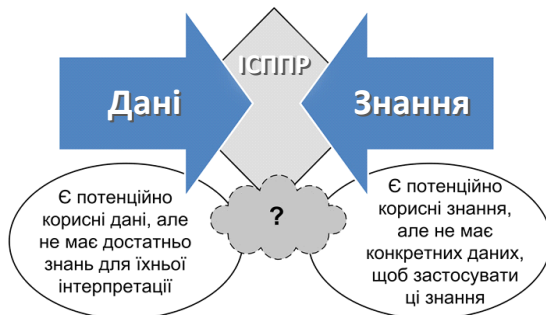 ІСППР
Дані
Знання
?
Є потенційно
корисні дані, але
не має достатньо
знань для їхньої
інтерпретації
Є потенційно
корисні знання,
але не має
конкретних даних,
щоб застосувати
ці знання